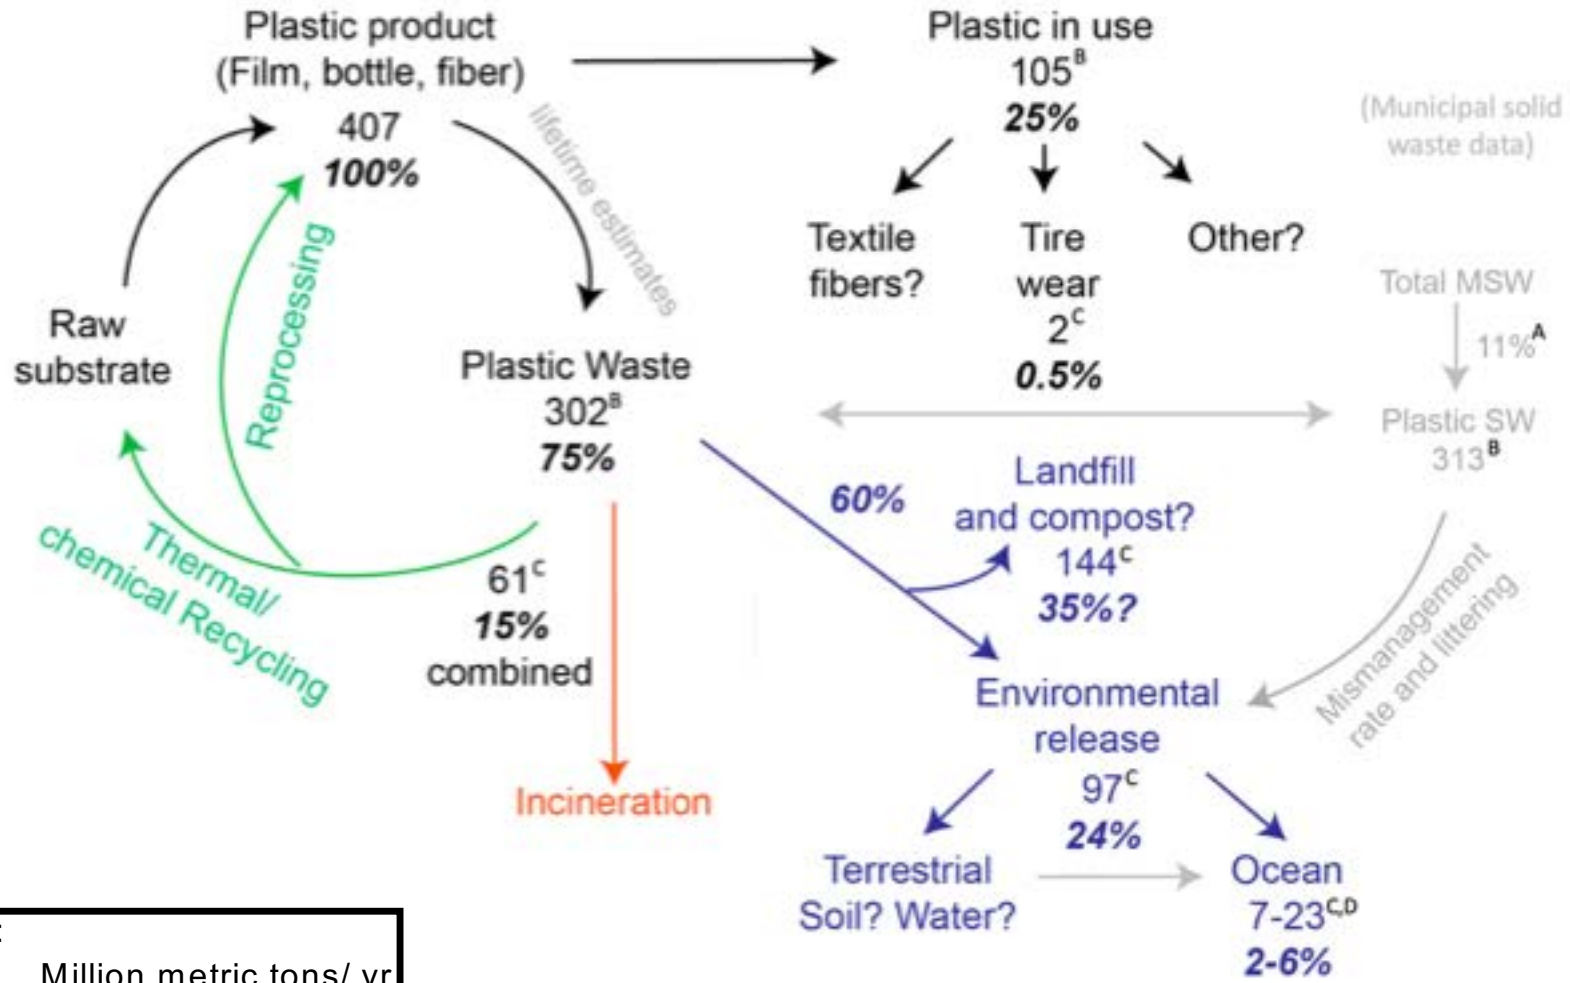 Plastic product
(Film, bottle, fiber)
407
100%
lifetime estimates
Plastic in use
105B
25%
(Municipal solid
waste data)
Textile
fibers?
Tire
wear
2C
0.5%
Other?
Total MSW
11%A
Plastic SW
313B
Raw
substrate
Reprocessing
Plastic Waste
302B
75%
60%
Landfill
and compost?
144C
35%?
Thermal/
chemical Recycling
61C
15%
combined
Mismanagement
rate and littering
Environmental
release
97C
24%
Incineration
Terrestrial
Soil? Water?
Ocean
7-23C,D
2-6%
:
Million metric tons/ yr